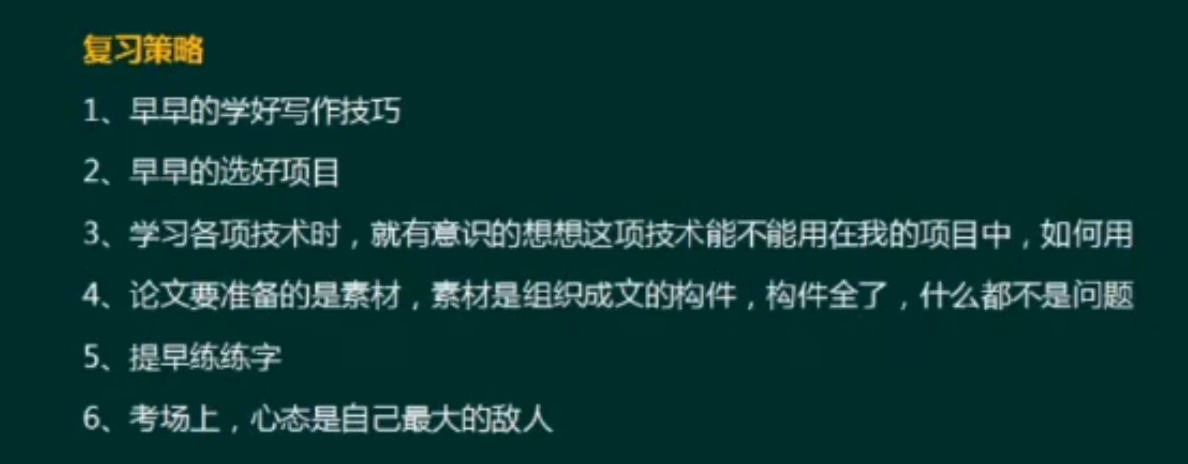 复习策略
1、早早的学好写作技巧
2、早早的选好项目
3、学习各项技术时，就有意识的想想这项技术能不能用在我的项目中，如何用
4、论文要准备的是素材，素材是组织成文的构件，构件全了，什么都不是问题
5、提早练练字
6、考场上，心态是自己最大的敌人